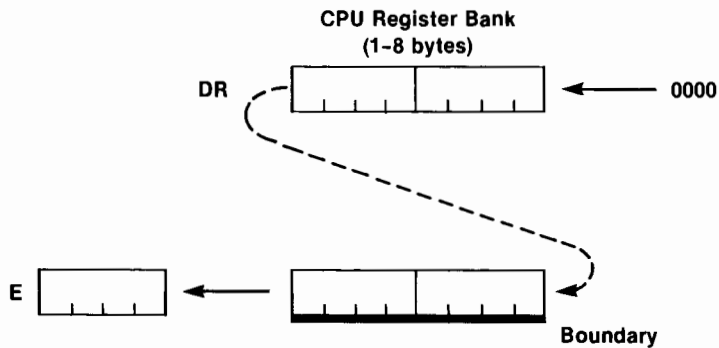 CPU Register Bank
(1-8 bytes)
DR
0000
E
Boundary